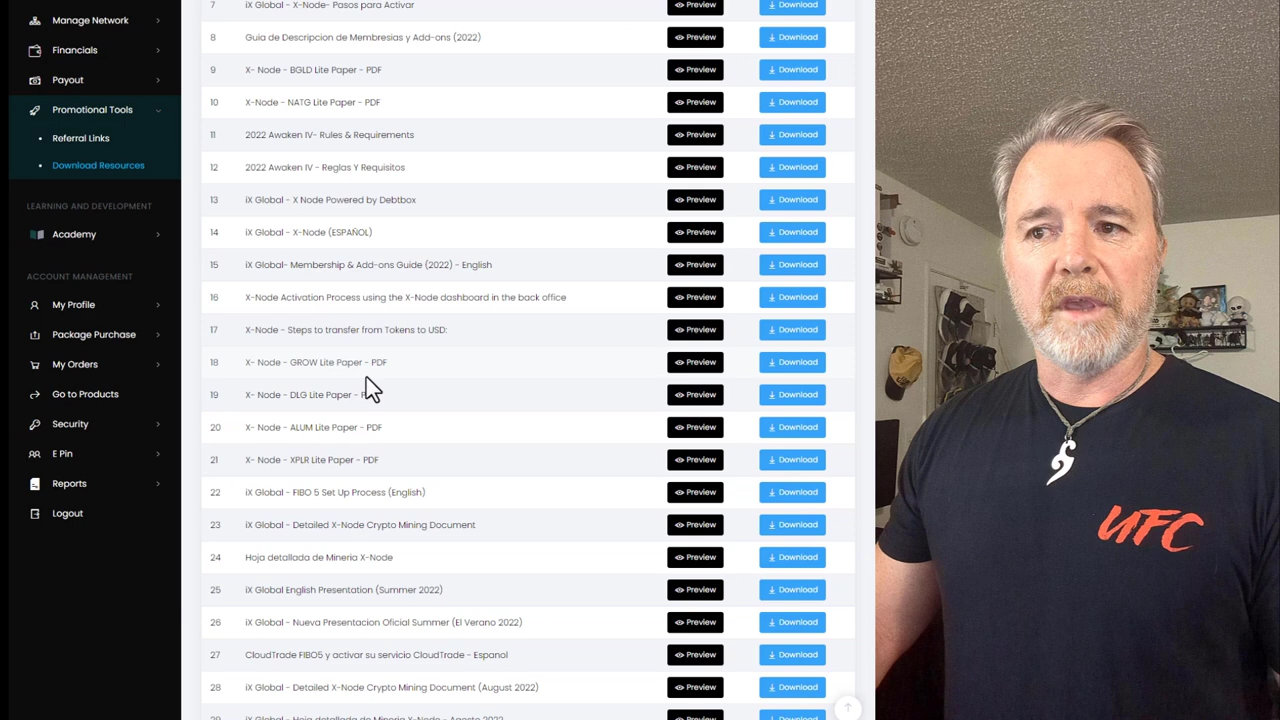 Manage Network
Financials
Payout
Promotional Tools
Referral Links
Download Resources
LEARNING AND DEVELOPMENT
Academy
ACCOUNT MANAGEMENT
My Profile
Package Purchase
My Orders
Go to Products
Security
E Pin
Reports
Logout
7 iX Global - X-Node- Pasos para Activar Preview Download
8 Guia de Descripcion de Membresias y Add-ons (2022) Preview Download
9 X- Node - BGLD Lite Paper - PDF Preview Download
10 X-Node - NATG Lite Paper - PDF Preview Download
11 2022 Awaken IV- Rules & Requirements Preview Download
12 2022 Awaken IV - Reglas Y Requisitos Preview Download
13 iX Global - X Node Powered by Debtbox Preview Download
14 iX Global - X-Node (ESPAÑOL) Preview Download
15 iX Global- Membership & Add-ons Guide (2022) - English Preview Download
16 X-Node Activation Process using the X-Node dashboard in the back office Preview Download
17 X-Node - Steps to transfer from Tokens to USD: Preview Download
18 X- Node - GROW Lite Paper - PDF Preview Download
19 X- Node - DLG Lite Paper - Preview Download
20 X- Node - ALUM Lite Paper - PDF Preview Download
21 X- Node - XPLR Lite Paper - PDF Preview Download
22 iX Global - FIBO 5 Set Up Process (English) Preview Download
23 iX Global - Detailed X-Node Crypto Mining Document Preview Download
24 Hoja detallada de Mineria X-Node Preview Download
25 iX Global English Presentation (Summer 2022) Preview Download
26 iX Global - Nueva Presentacion Oficial Summer (El Verano 2022) Preview Download
27 CloudTrade FIBO5 y activar su servicio CloudTrade - Espanol Preview Download
28 iX Global - Detailed X-Node Crypto Mining Document (August 2022) Preview Download
29 iX Global - Hoja detallada de Mineria X-Node - Agosto 2022
UFC